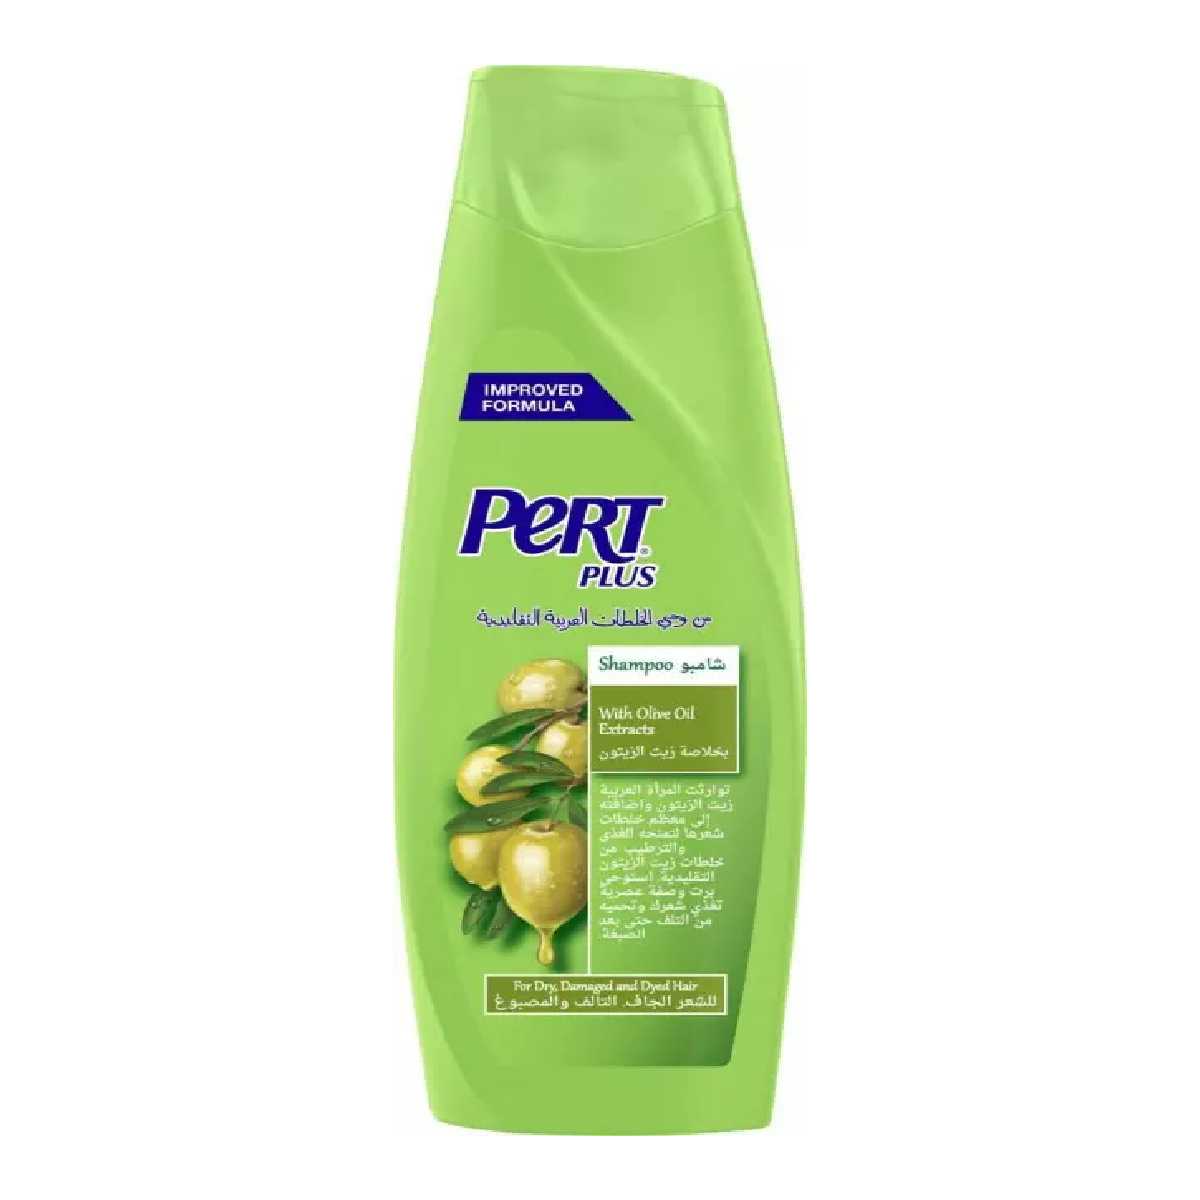 IMPROVED
FORMULA
PERT®
PLUS
من وحي الخلطات العربية التقليدية
Shampoo شامبو
With Olive Oil
Extracts
بخلاصة زيت الزيتون
توارثت المرأة العربية
زيت الزيتون واضافته
إلى معظم خلطات
شعرها لتمنحه الغذى
والترطيب من
خلطات زيت الزيتون
التقليدية. استوحى
برت وصفة عصرية
تغذي شعرك وتحميه
من التلف حتى بعد
الصبغة.
For Dry, Damaged and Dyed Hair
للشعر الجاف، التالف والمصبوغ